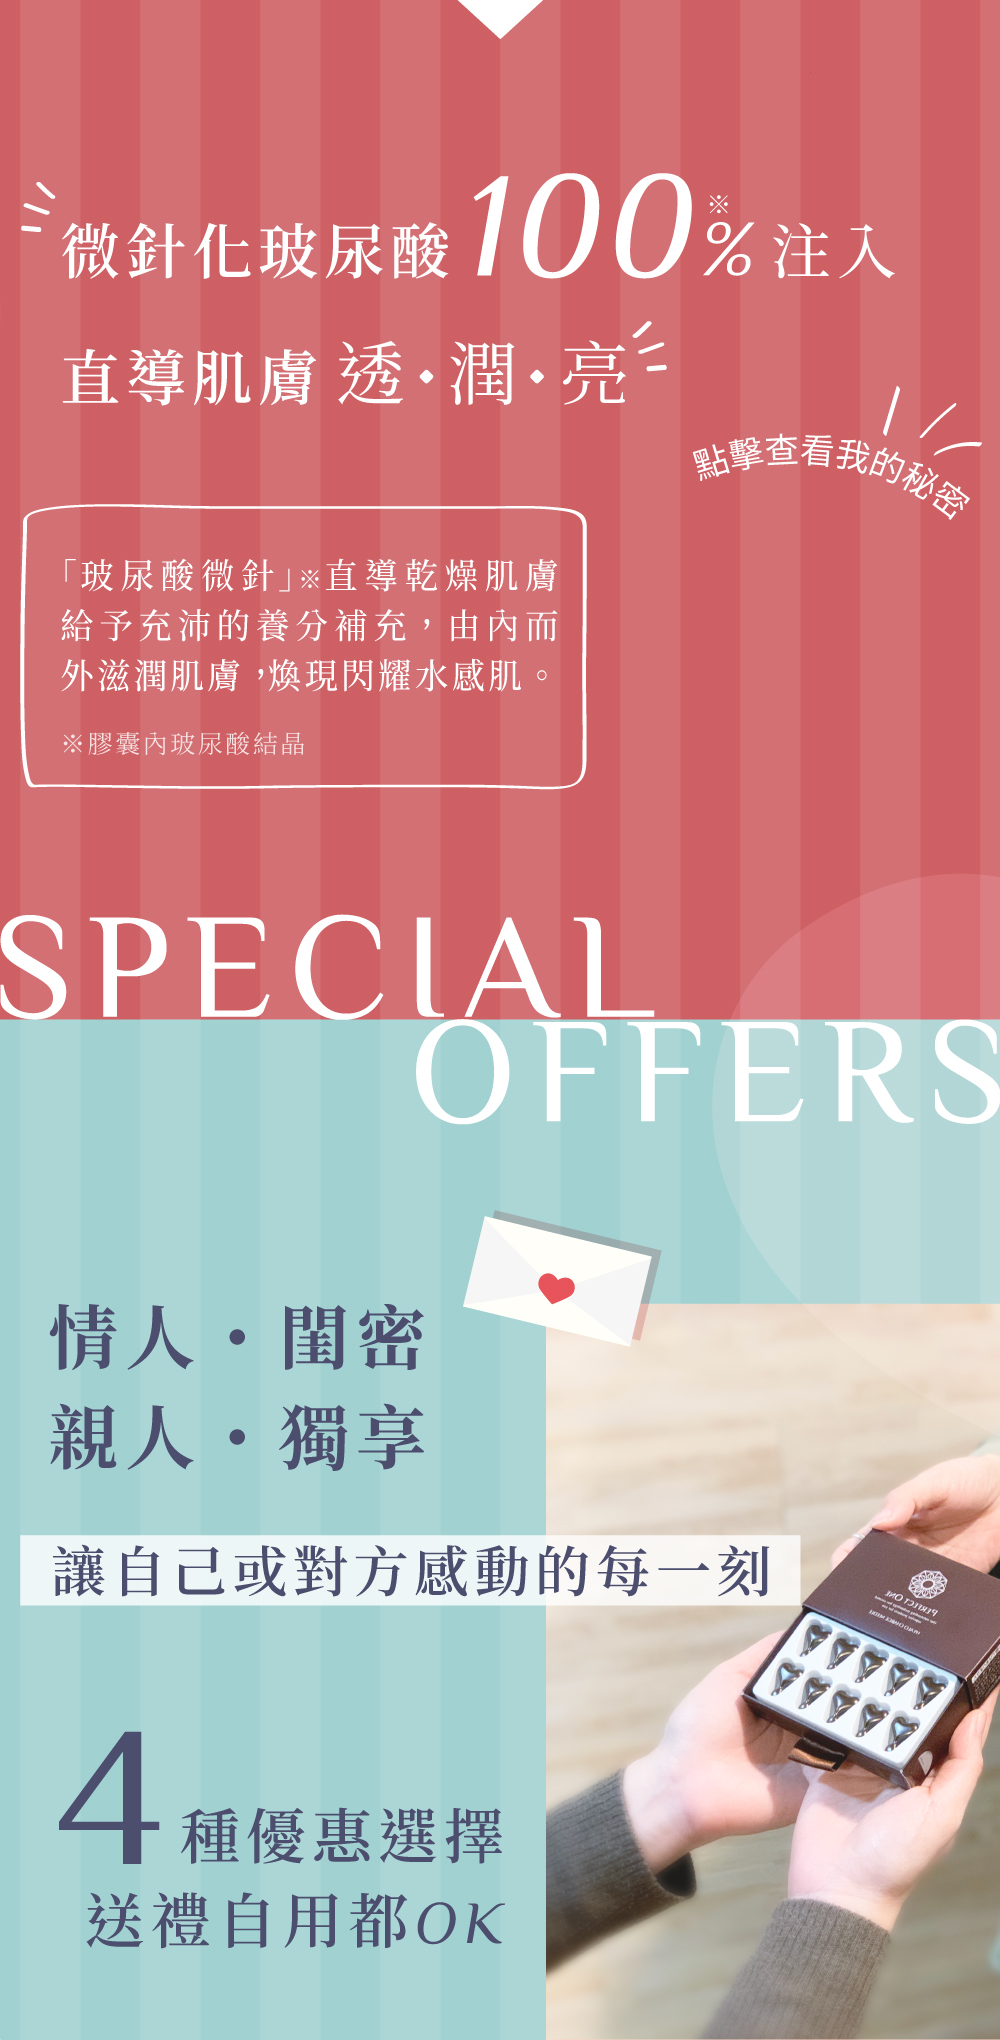 微針化玻尿酸100%※注入
直導肌膚 透·潤·亮
點擊查看我的秘密
「玻尿酸微針」※直導乾燥肌膚
給予充沛的養分補充，由內而
外滋潤肌膚，煥現閃耀水感肌。
※膠囊內玻尿酸結晶
SPECIAL
OFFERS
情人·閨密
親人·獨享
讓自己或對方感動的每一刻
PERFECT ONE
4種優惠選擇
送禮自用都OK